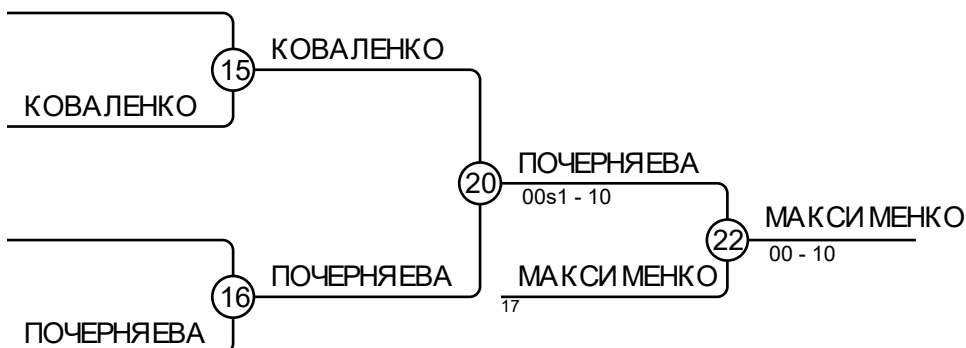 КОВАЛЕНКО
15
КОВАЛЕНКО
ПОЧЕРНЯЕВА
20
00s1 - 10
МАКСИМЕНКО
22
00 - 10
ПОЧЕРНЯЕВА
МАКСИМЕНКО
16
17
ПОЧЕРНЯЕВА